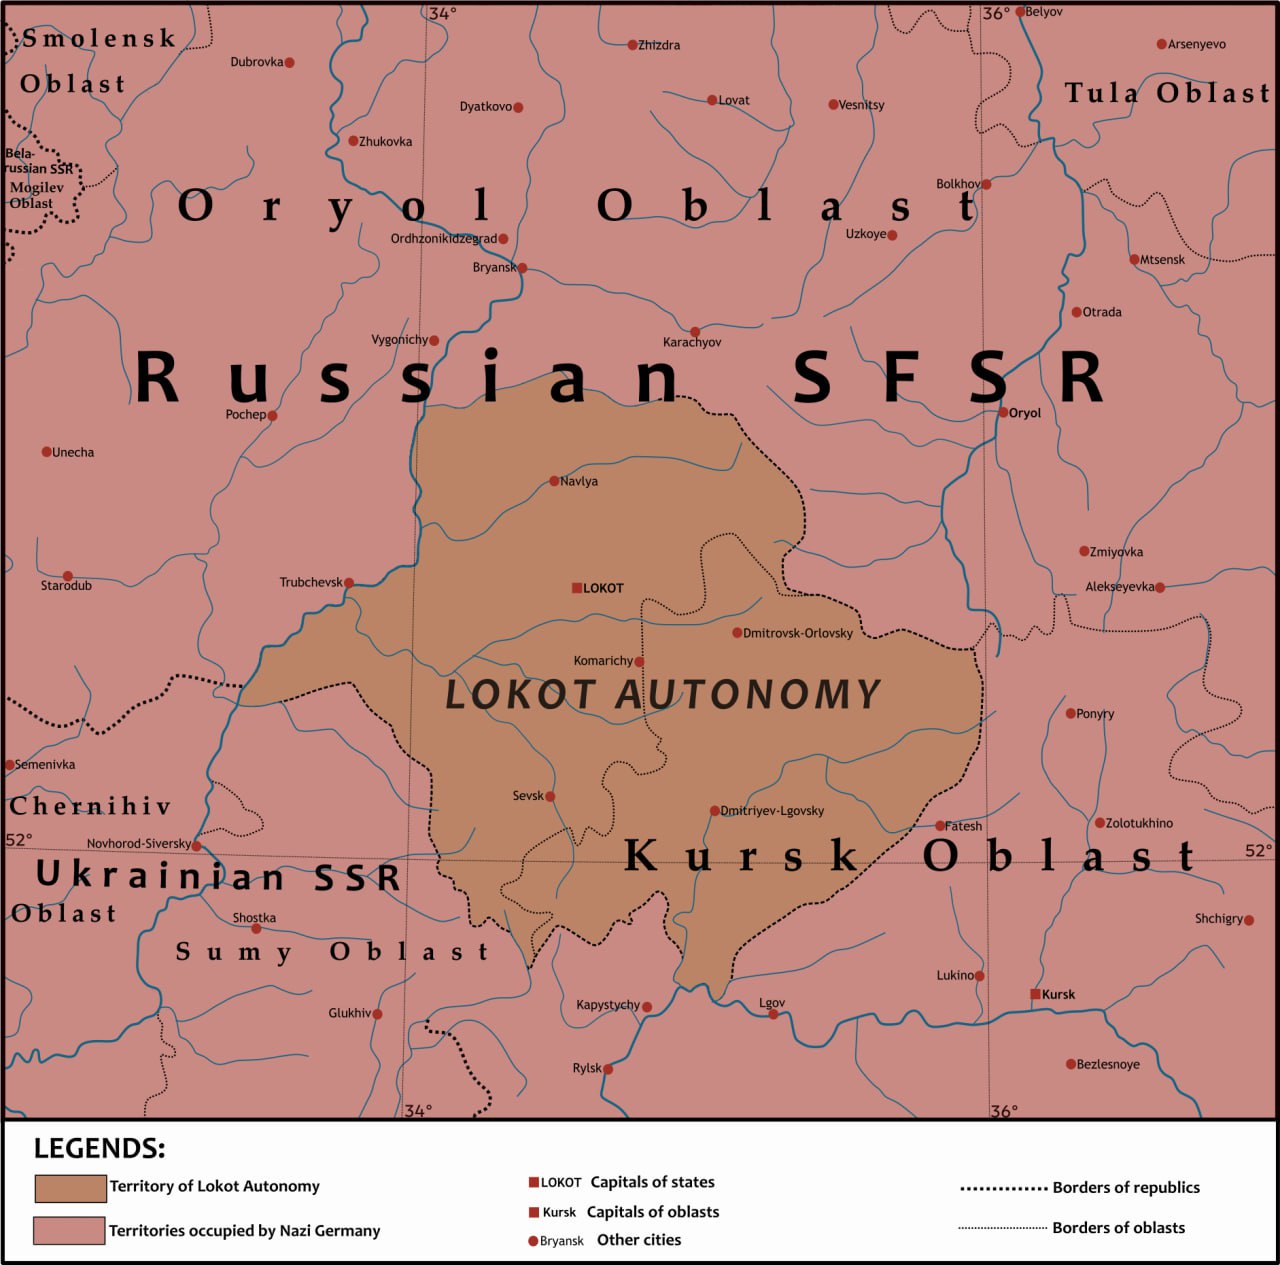 34°
36°
Belyov
Smolensk
Zhizdra
Arsenyevo
Dubrovka
Oblast
Tula Oblast
Dyatkovo
Lovat
Vesnitsy
Zhukovka
Bela-
russian SSR
Mogilev
Oblast
Bolkhov
Oryol Oblast
Ordhzonikidzegrad
Uzkoye
Bryansk
Mtsensk
Otrada
Vygonichy
Karachyov
Russian SFSR
Pochep
Oryol
Unecha
Navlya
Zmiyovka
Starodub
Trubchevsk
LOKOT
Alekseyevka
Dmitrovsk-Orlovsky
Komarichy
LOKOT AUTONOMY
Ponyry
Semenivka
Sevsk
Chernihiv
Dmitriyev-Lgovsky
Fatesh
Zolotukhino
52°
Novhorod-Siversky
Kursk Oblast
52°
Ukrainian SSR
Oblast
Shostka
Shchigry
Sumy Oblast
Lukino
Kursk
Kapystychy
Lgov
Glukhiv
Rylsk
Bezlesnoye
34°
36°
LEGENDS:
Territory of Lokot Autonomy
Territories occupied by Nazi Germany
LOKOT Capitals of states
Kursk Capitals of oblasts
Bryansk Other cities
Borders of republics
Borders of oblasts